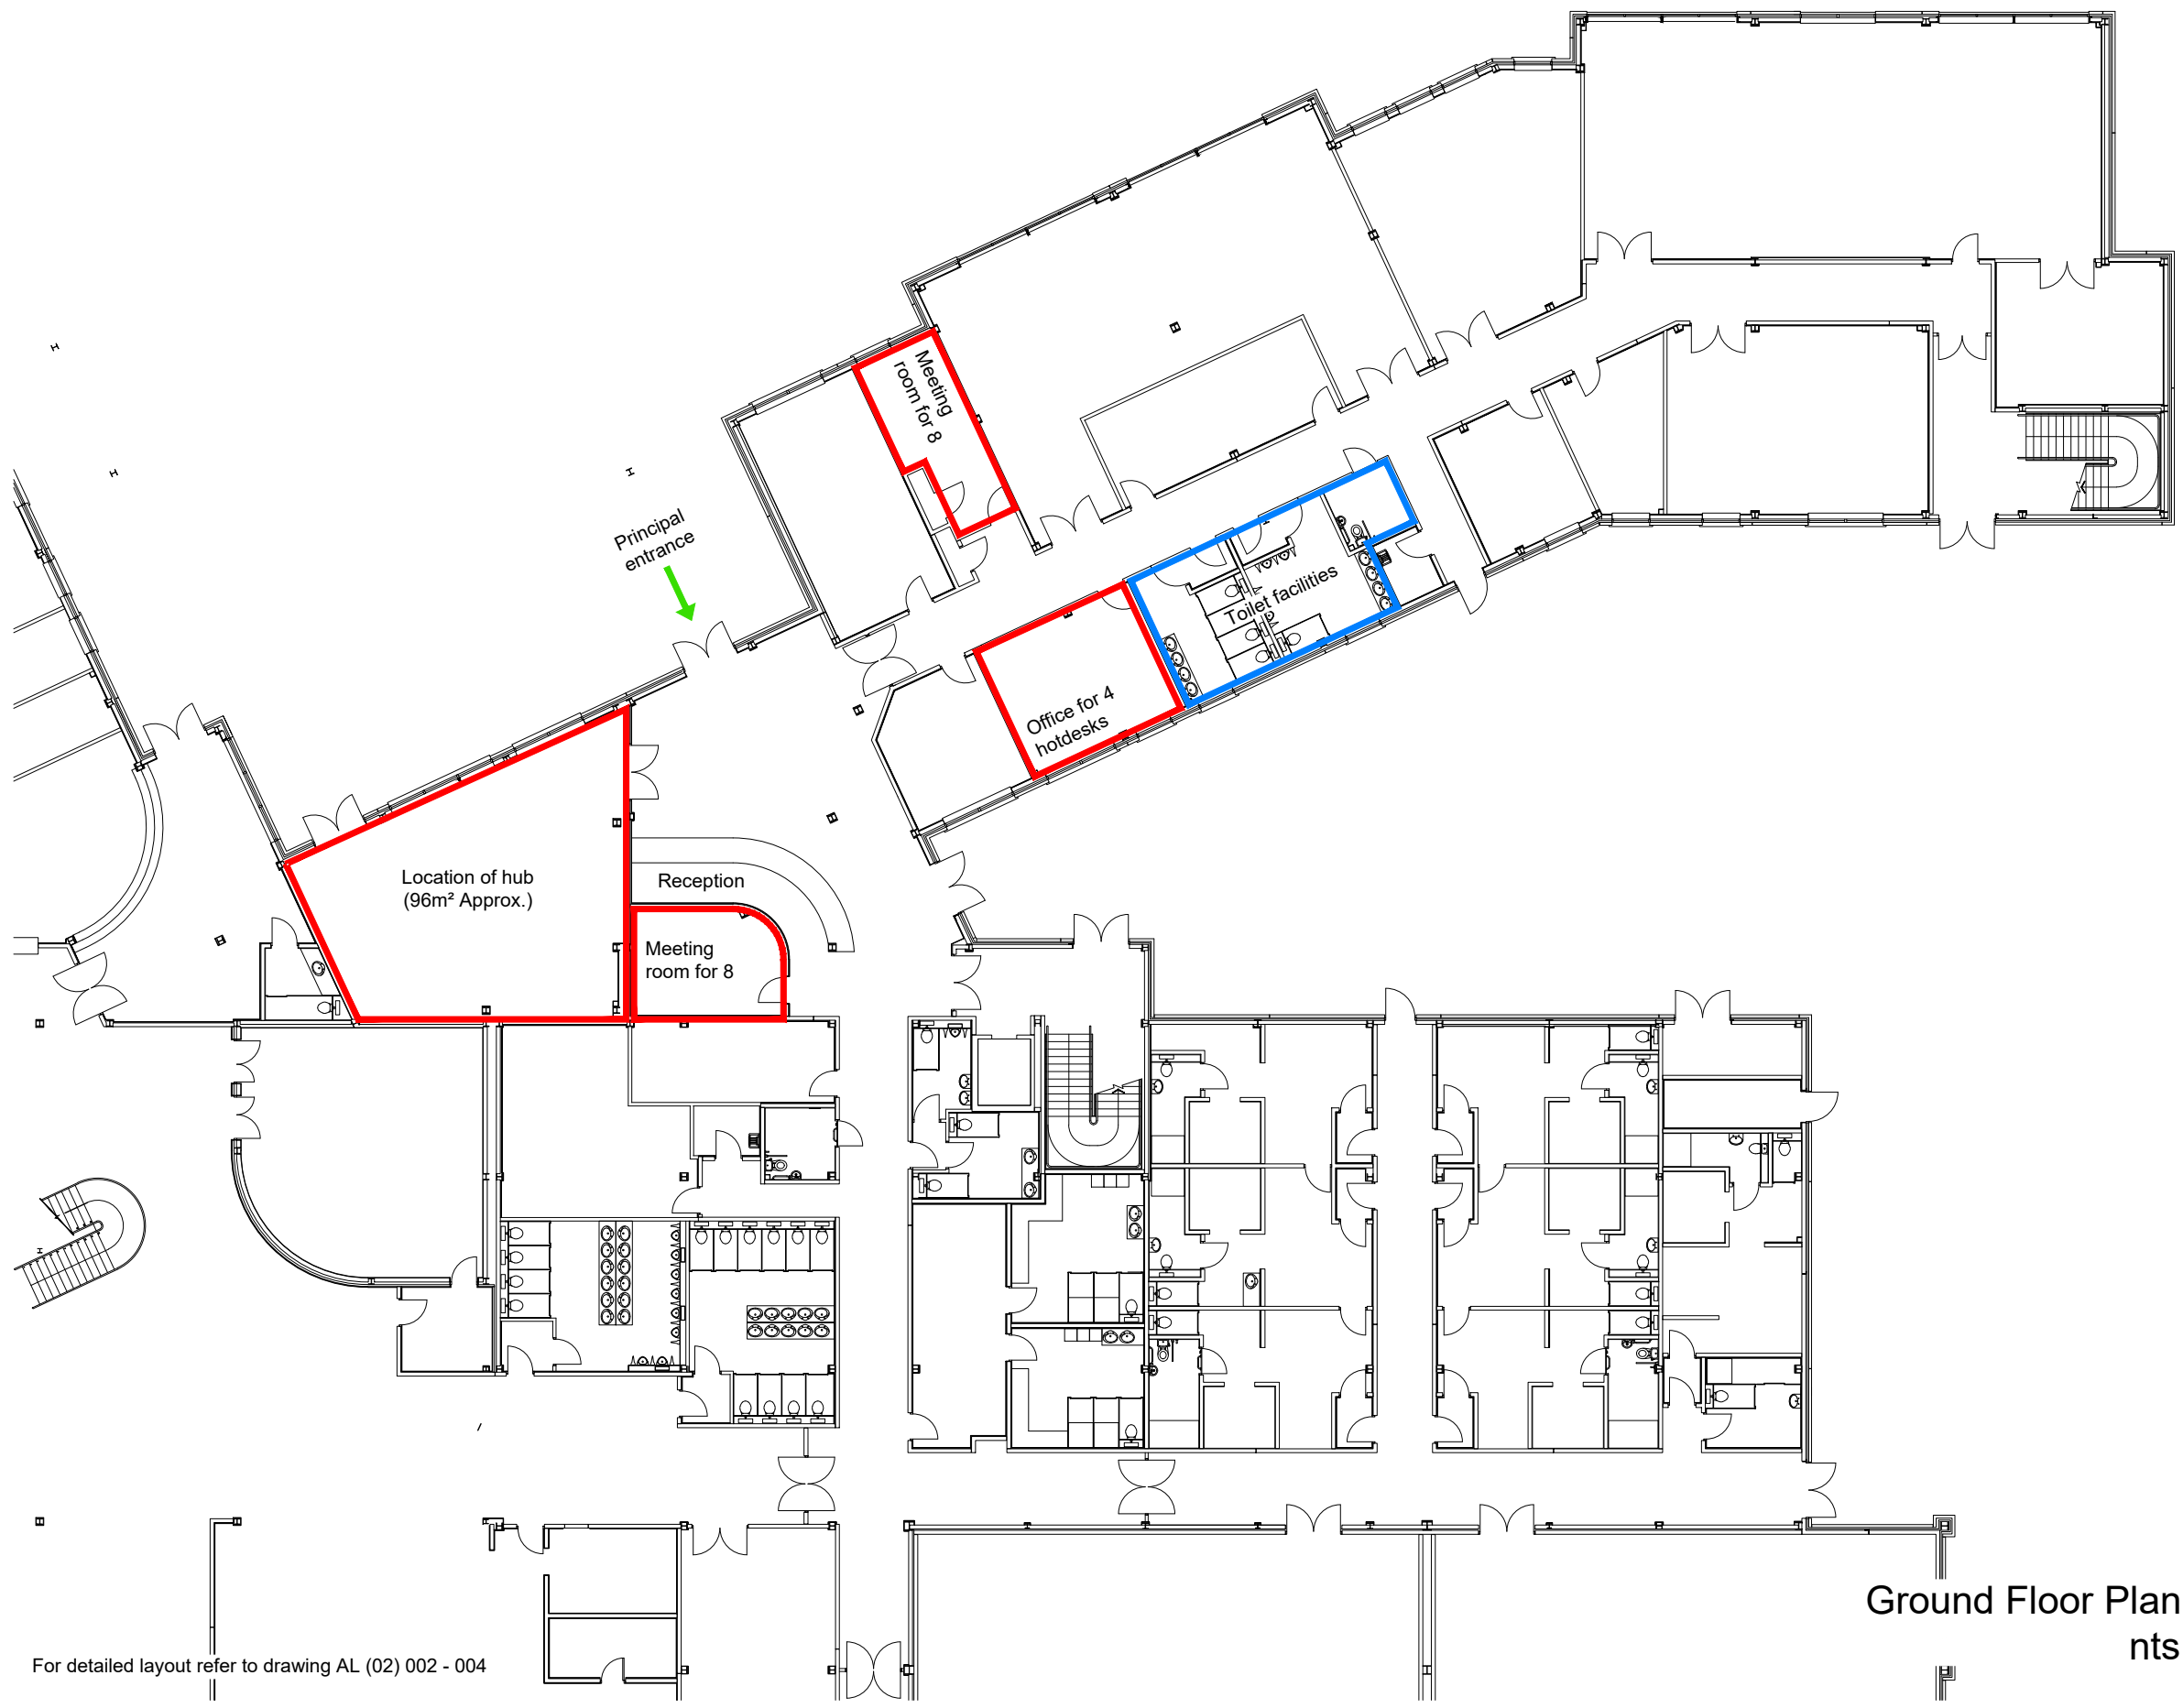 Meeting
room for 8
Principal
entrance
Toilet facilities
Office for 4
hotdesks
Location of hub
(96m² Approx.)
Reception
Meeting
room for 8
Ground Floor Plan
nts
For detailed layout refer to drawing AL (02) 002 - 004